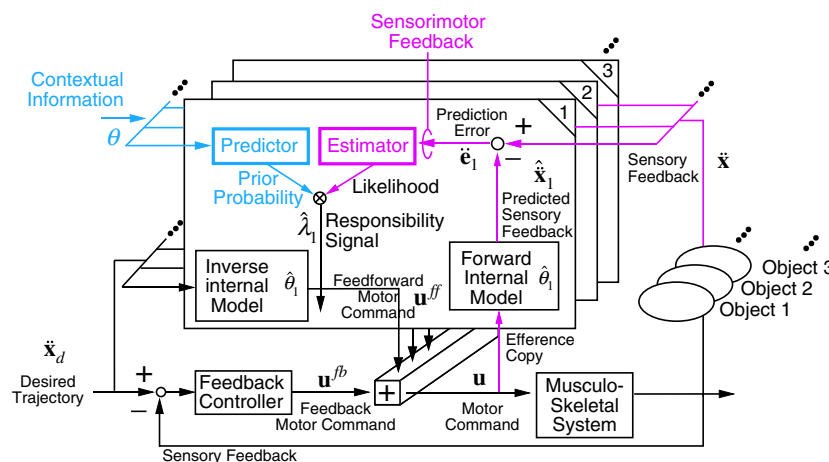 Sensorimotor
Feedback
Contextual
Information
θ
3
2
1
Predictor
Estimator
Prediction
Error
+
−
ë₁
Sensory
Feedback
ẍ
Prior
Probability
Likelihood
x̂̈₁
Predicted
Sensory
Feedback
λ̂₁
Responsibility
Signal
Inverse
internal
Model
θ̂₁
Feedforward
Motor
Command
u^ff
Forward
Internal
Model
θ̂₁
Object 3
Object 2
Object 1
Efference
Copy
ẍ_d
Desired
Trajectory
+
−
Feedback
Controller
u^fb
Feedback
Motor Command
+
u
Motor
Command
Musculo-
Skeletal
System
Sensory Feedback